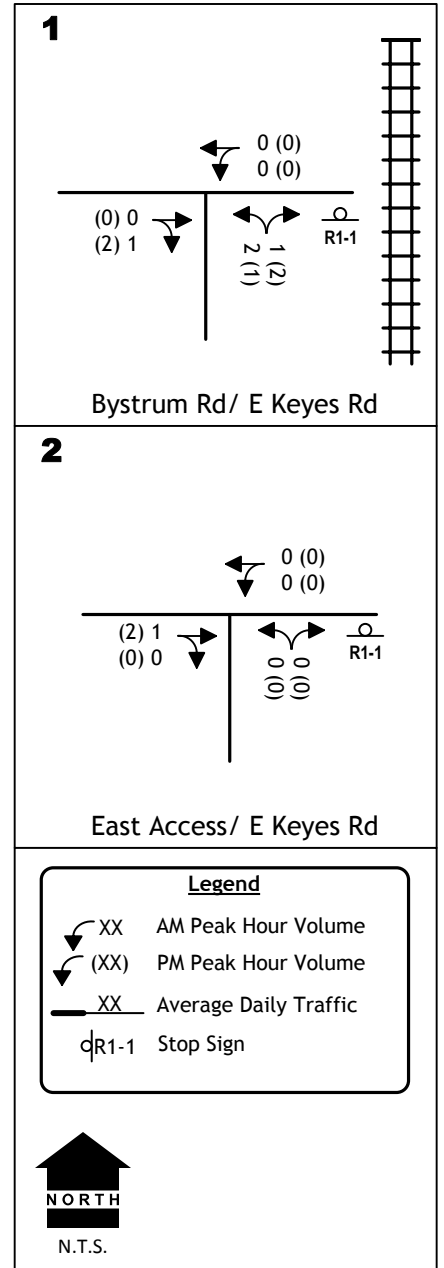 1
0 (0)
0 (0)
(0) 0
(2) 1
2 (1)
1 (2)
R1-1
Bystrum Rd/ E Keyes Rd
2
0 (0)
0 (0)
(2) 1
(0) 0
0 (0)
0 (0)
R1-1
East Access/ E Keyes Rd
Legend
XX AM Peak Hour Volume
(XX) PM Peak Hour Volume
XX Average Daily Traffic
R1-1 Stop Sign
NORTH
N.T.S.